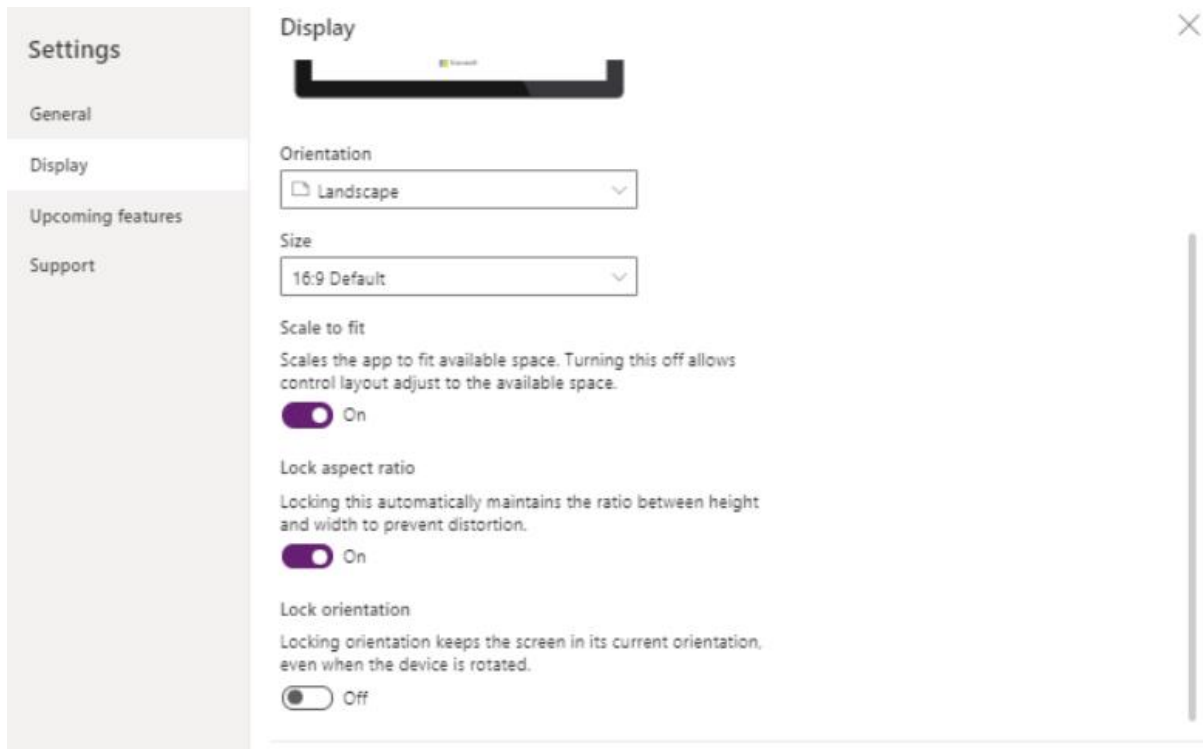 Settings
General
Display
Upcoming features
Support
Display
Microsoft
Orientation
Landscape
Size
16:9 Default
Scale to fit
Scales the app to fit available space. Turning this off allows
control layout adjust to the available space.
On
Lock aspect ratio
Locking this automatically maintains the ratio between height
and width to prevent distortion.
On
Lock orientation
Locking orientation keeps the screen in its current orientation,
even when the device is rotated.
Off